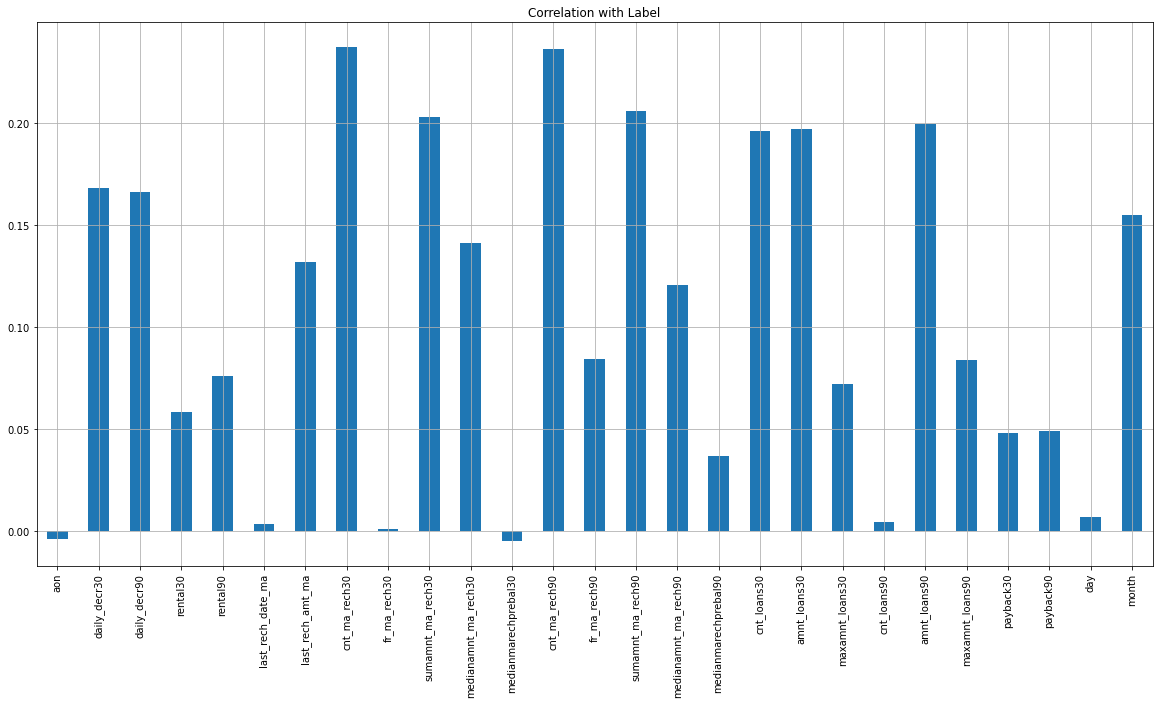 Correlation with Label
0.20
0.15
0.10
0.05
0.00
aon
daily_decr30
daily_decr90
rental30
rental90
last_rech_date_ma
last_rech_amt_ma
cnt_ma_rech30
fr_ma_rech30
sumamnt_ma_rech30
medianamnt_ma_rech30
medianmarechprebal30
cnt_ma_rech90
fr_ma_rech90
sumamnt_ma_rech90
medianamnt_ma_rech90
medianmarechprebal90
cnt_loans30
amnt_loans30
maxamnt_loans30
cnt_loans90
amnt_loans90
maxamnt_loans90
payback30
payback90
day
month